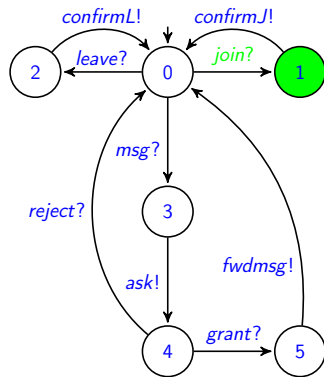 confirmL! confirmJ!
leave? join?
2 0 1
msg?
3
reject?
fwdmsg!
ask!
grant?
4 5